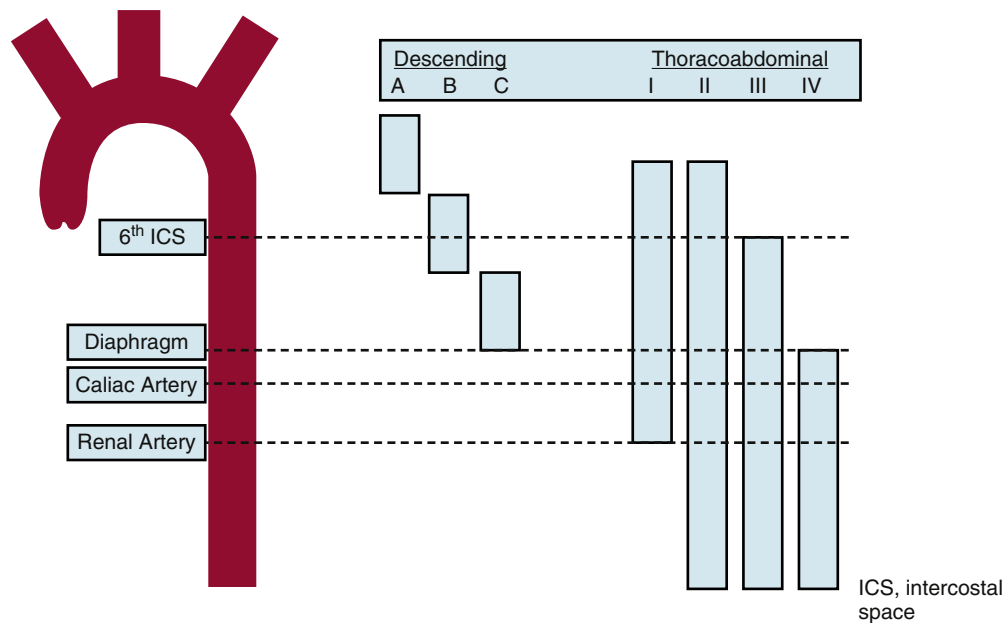 Descending Thoracoabdominal
A B C I II III IV
6th ICS
Diaphragm
Caliac Artery
Renal Artery
ICS, intercostal
space